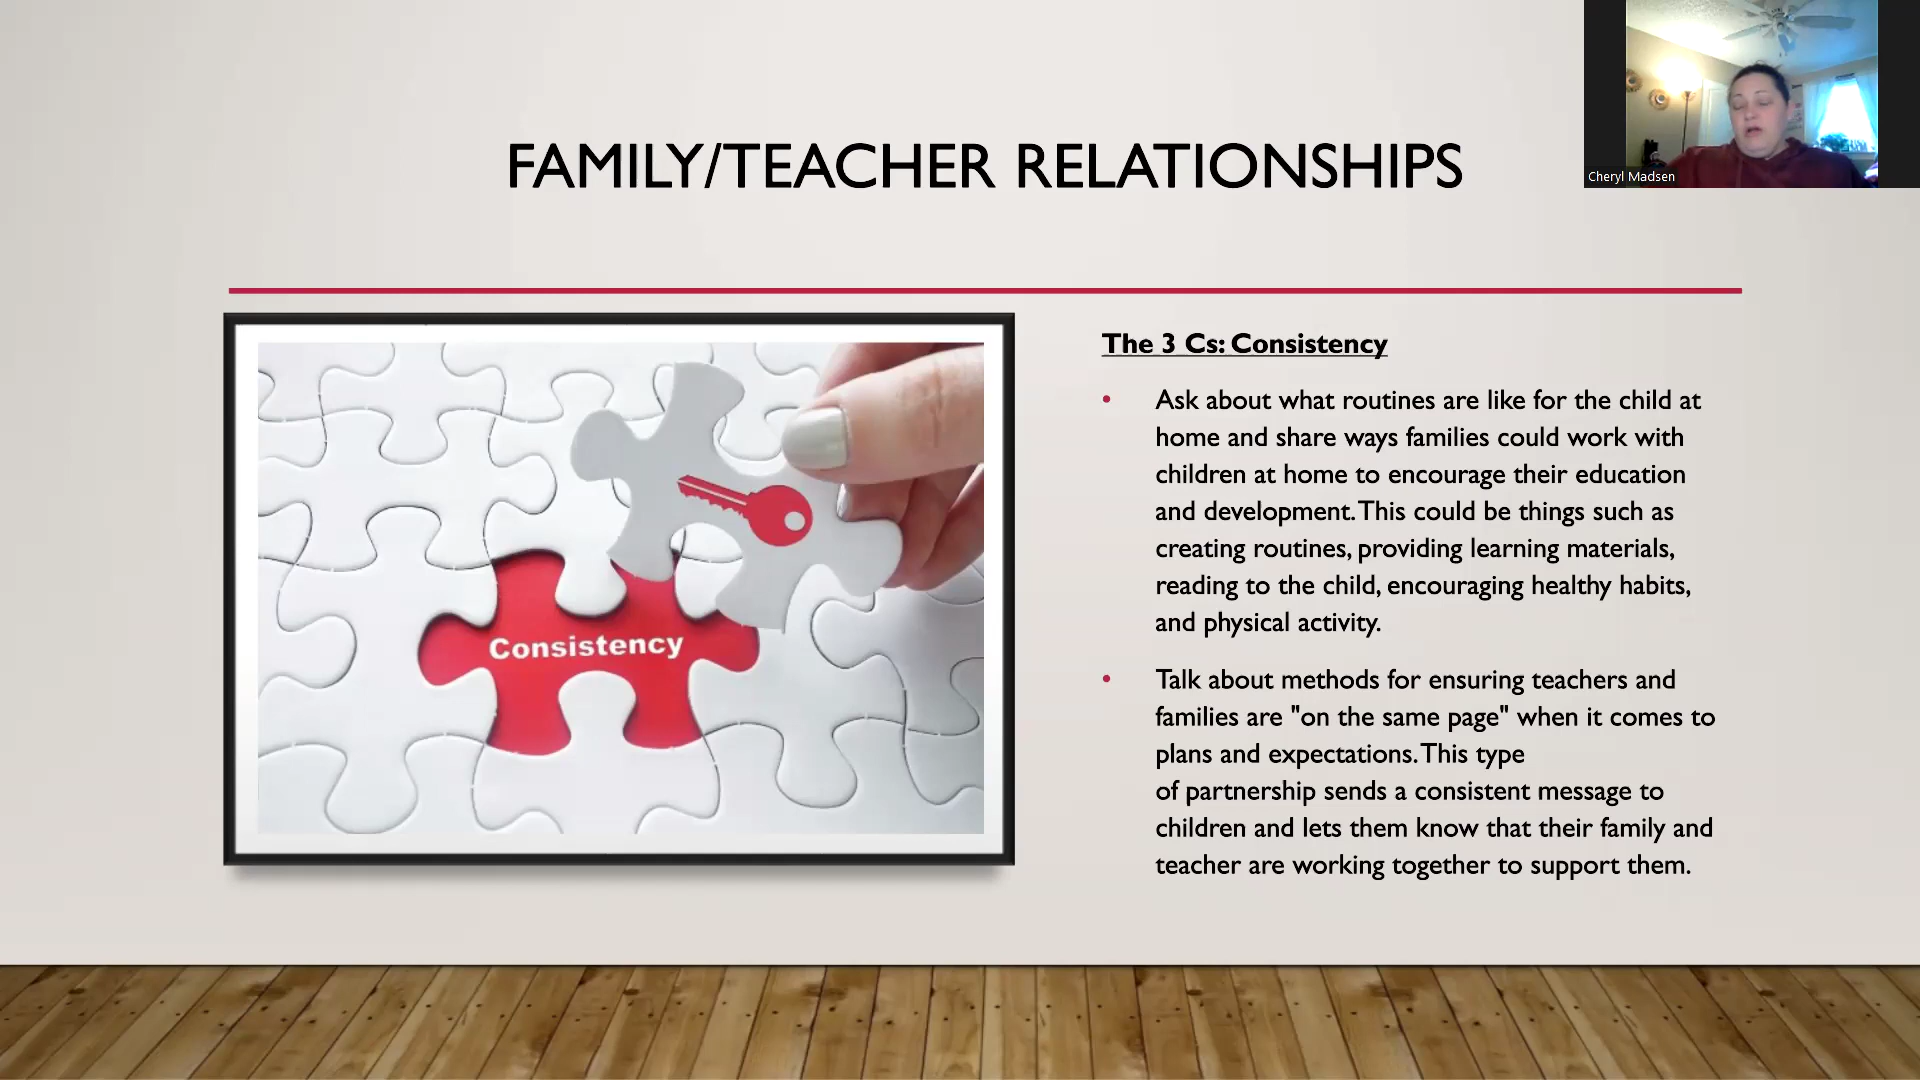 FAMILY/TEACHER RELATIONSHIPS
Cheryl Madsen
Consistency
The 3 Cs: Consistency
• Ask about what routines are like for the child at
home and share ways families could work with
children at home to encourage their education
and development. This could be things such as
creating routines, providing learning materials,
reading to the child, encouraging healthy habits,
and physical activity.
• Talk about methods for ensuring teachers and
families are "on the same page" when it comes to
plans and expectations. This type
of partnership sends a consistent message to
children and lets them know that their family and
teacher are working together to support them.